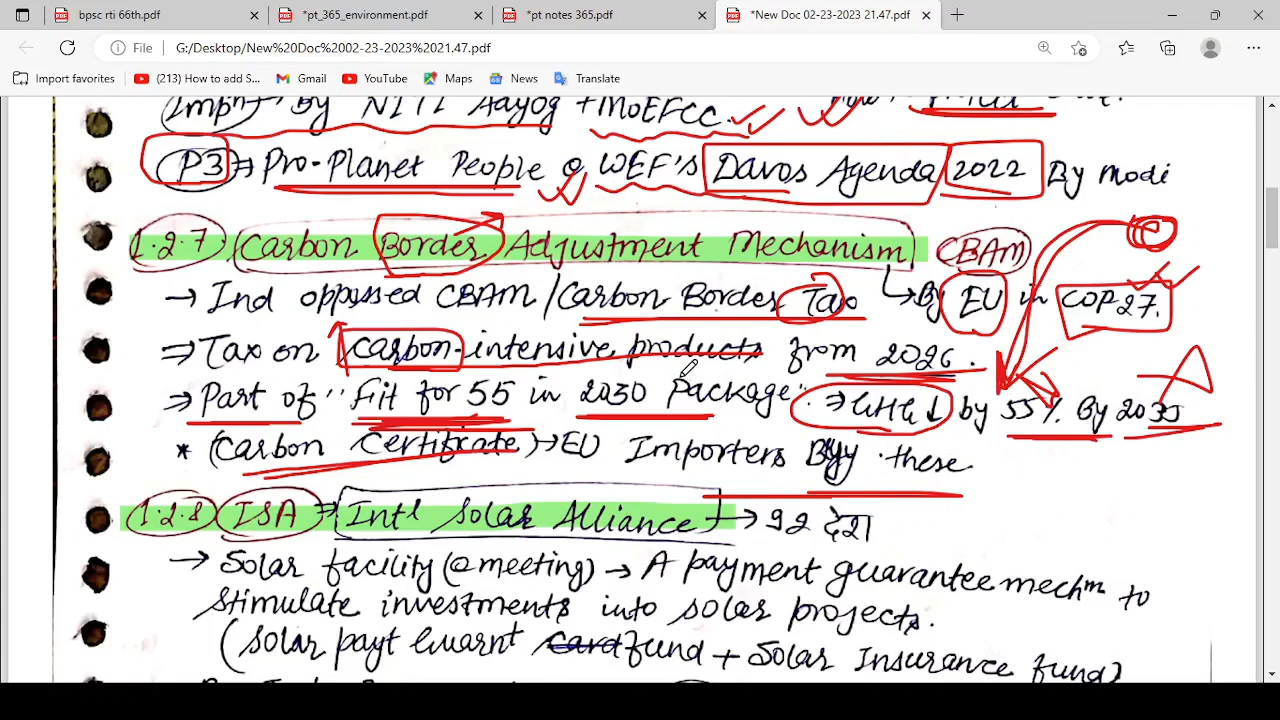 bpsc rti 66th.pdf *pt_365_environment.pdf *pt notes 365.pdf *New Doc 02-23-2023 21.47.pdf
File G:/Desktop/New%20Doc%2002-23-2023%2021.47.pdf
Import favorites (213) How to add S... Gmail YouTube Maps News Translate
by NITI Aayog + MoEFCC.
P3 ⇒ Pro-Planet People @ WEF's Davos Agenda 2022 By Modi
1.2.7. Carbon Border Adjustment Mechanism CBAM
→ Ind oppssed CBAM/Carbon Border Tax ↳ By EU in COP 27.
⇒ Tax on carbon-intensive products from 2026.
⇒ Part of "Fit for 55 in 2030 Package" ⇒ GHG↓ by 55% By 2035
* (Carbon Certificate) → EU Importers Byy these
1.2.8 ISA ⇒ Intl Solar Alliance → 92 देश
→ Solar facility (@ meeting) → A payment guarantee mechm to
stimulate investments into solar projects.
(Solar payt Guarnt fund + Solar Insurance fund)